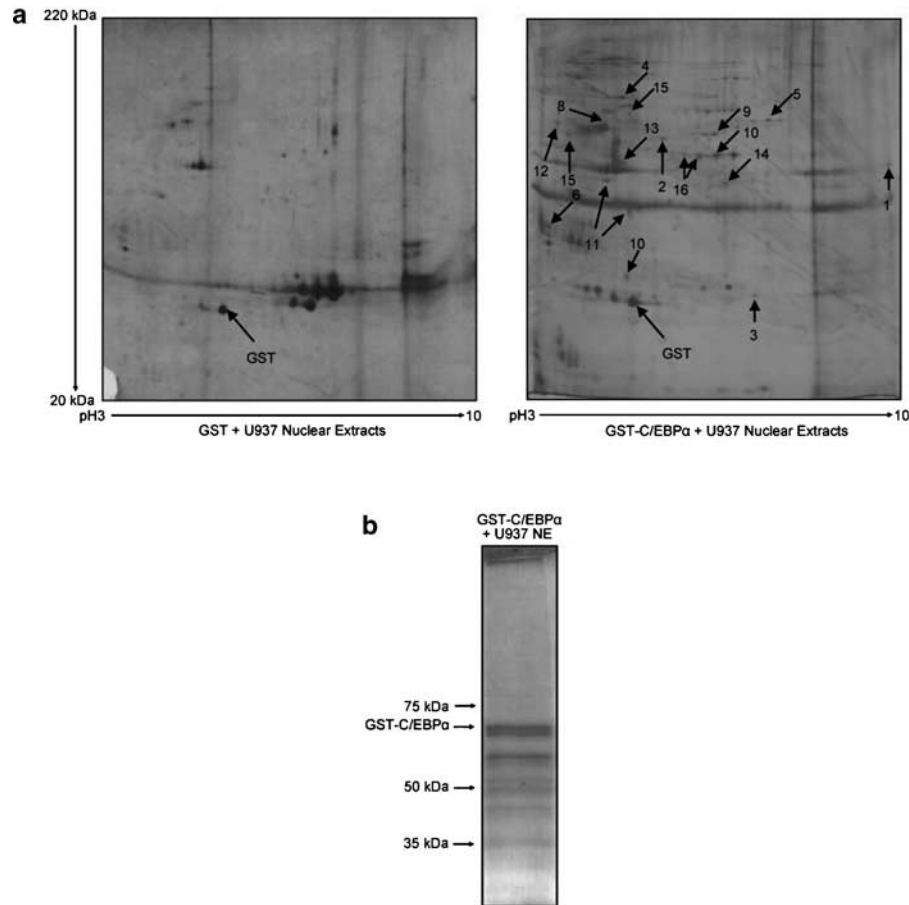 a
220 kDa
20 kDa
GST
pH3
10
GST + U937 Nuclear Extracts
4
15
5
8
9
10
13
12
14
15
2
16
1
6
11
10
3
GST
pH3
10
GST-C/EBPα + U937 Nuclear Extracts
b
GST-C/EBPα
+ U937 NE
75 kDa
GST-C/EBPα
50 kDa
35 kDa